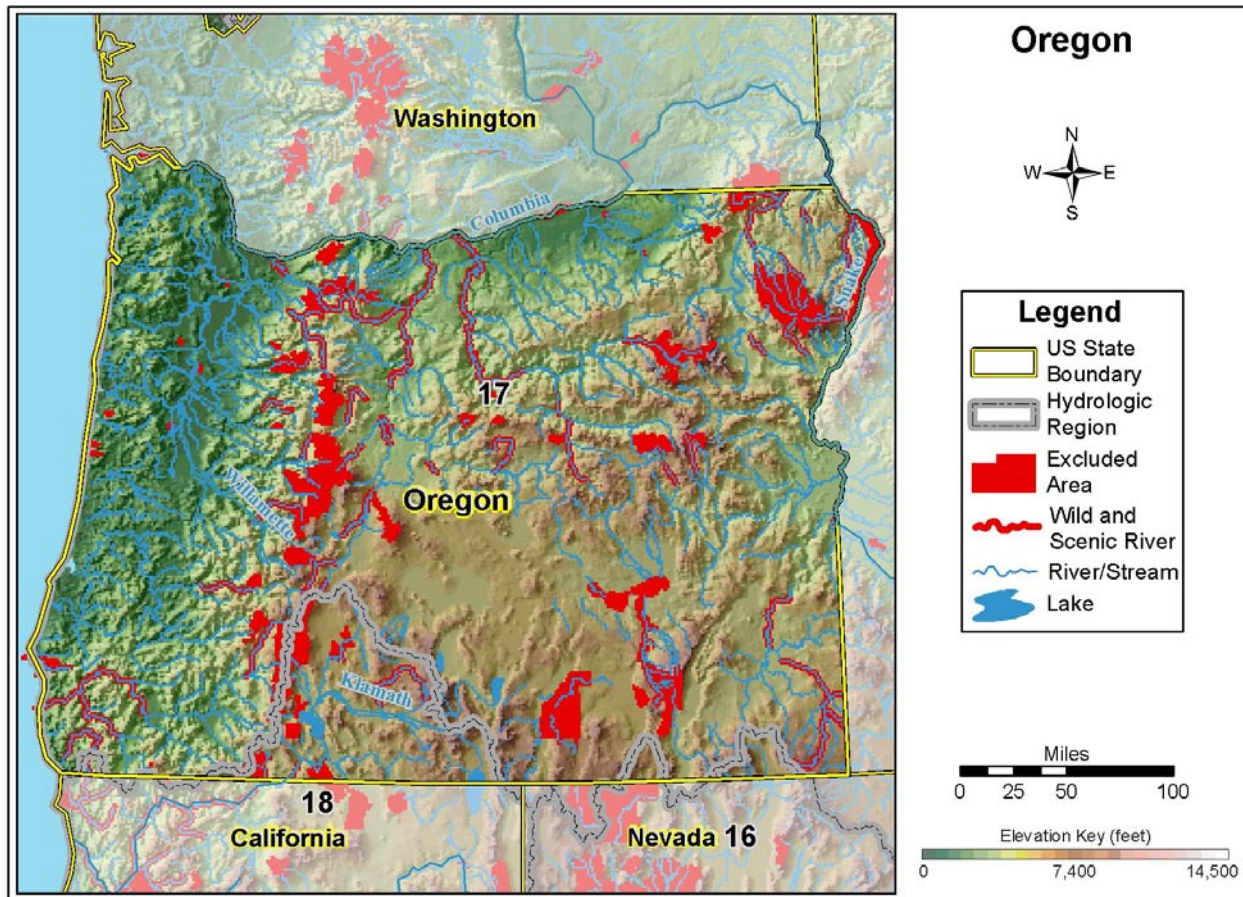 Oregon
Washington
Columbia
Snake
17
Willamette
Oregon
Klamath
18
California
Nevada 16
N
W E
S
Legend
US State
Boundary
Hydrologic
Region
Excluded
Area
Wild and
Scenic River
River/Stream
Lake
Miles
0 25 50 100
Elevation Key (feet)
0 7,400 14,500